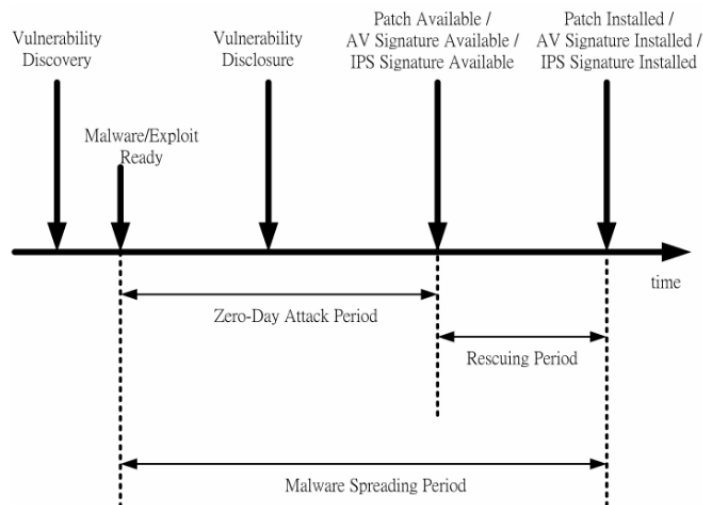 Vulnerability
Discovery
Malware/Exploit
Ready
Vulnerability
Disclosure
Patch Available /
AV Signature Available /
IPS Signature Available
Patch Installed /
AV Signature Installed /
IPS Signature Installed
time
Zero-Day Attack Period
Rescuing Period
Malware Spreading Period